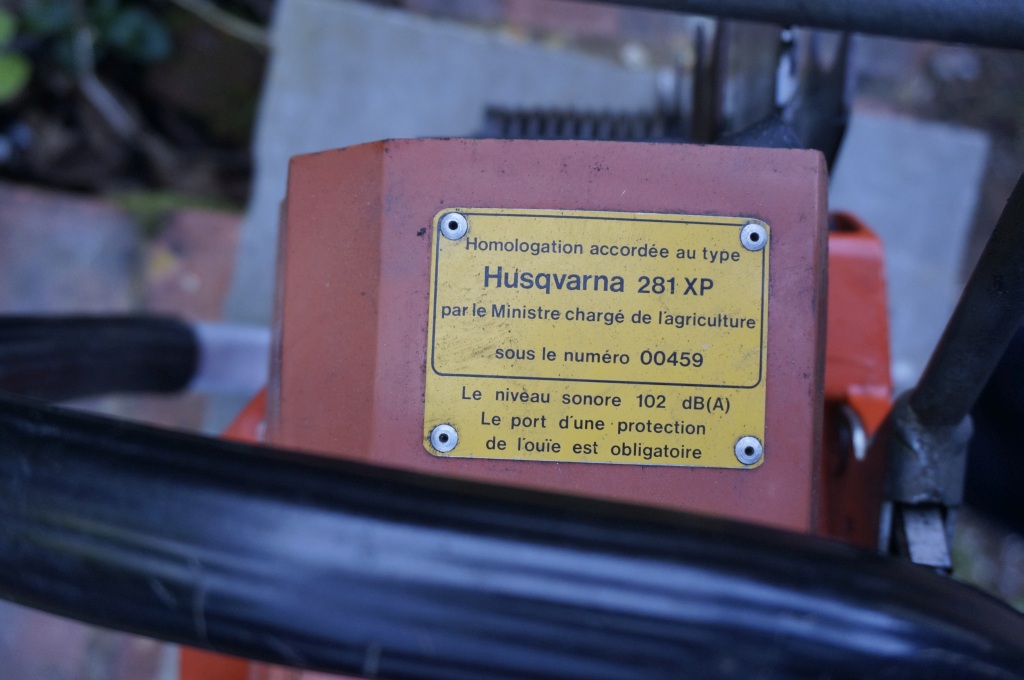 Homologation accordée au type
Husqvarna 281 XP
par le Ministre chargé de l'agriculture
sous le numéro 00459
Le nivèau sonore 102 dB(A)
Le port d'une protection
de l'ouïe est obligatoire